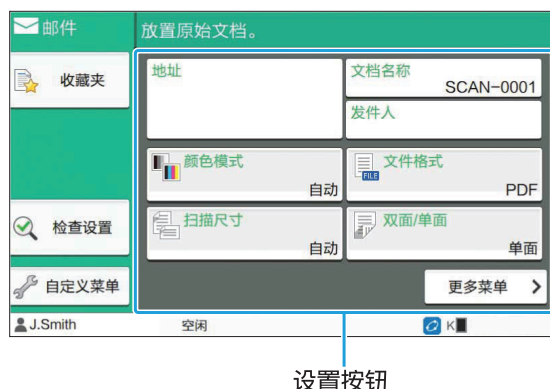 邮件
放置原始文档。
收藏夹
地址
文档名称
SCAN-0001
发件人
颜色模式
自动
文件格式
FILE
PDF
检查设置
扫描尺寸
自动
双面/单面
单面
自定义菜单
更多菜单
J.Smith
空闲
K
设置按钮